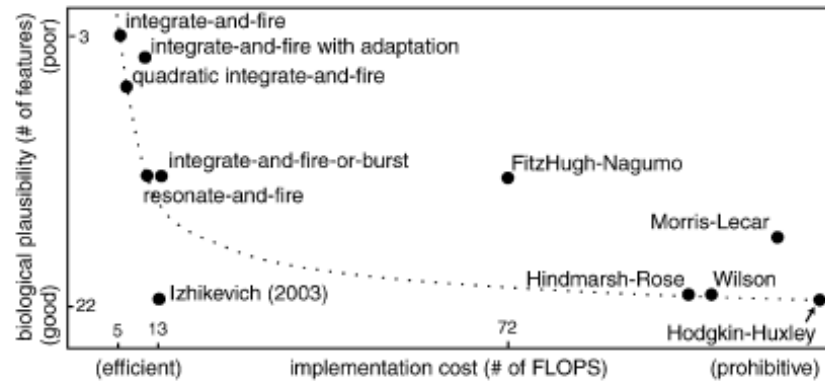 biological plausibility (# of features)
(poor)
(good)
3
22
integrate-and-fire
integrate-and-fire with adaptation
quadratic integrate-and-fire
integrate-and-fire-or-burst
resonate-and-fire
FitzHugh-Nagumo
Morris-Lecar
Hindmarsh-Rose
Wilson
Izhikevich (2003)
Hodgkin-Huxley
5
13
72
(efficient)
implementation cost (# of FLOPS)
(prohibitive)